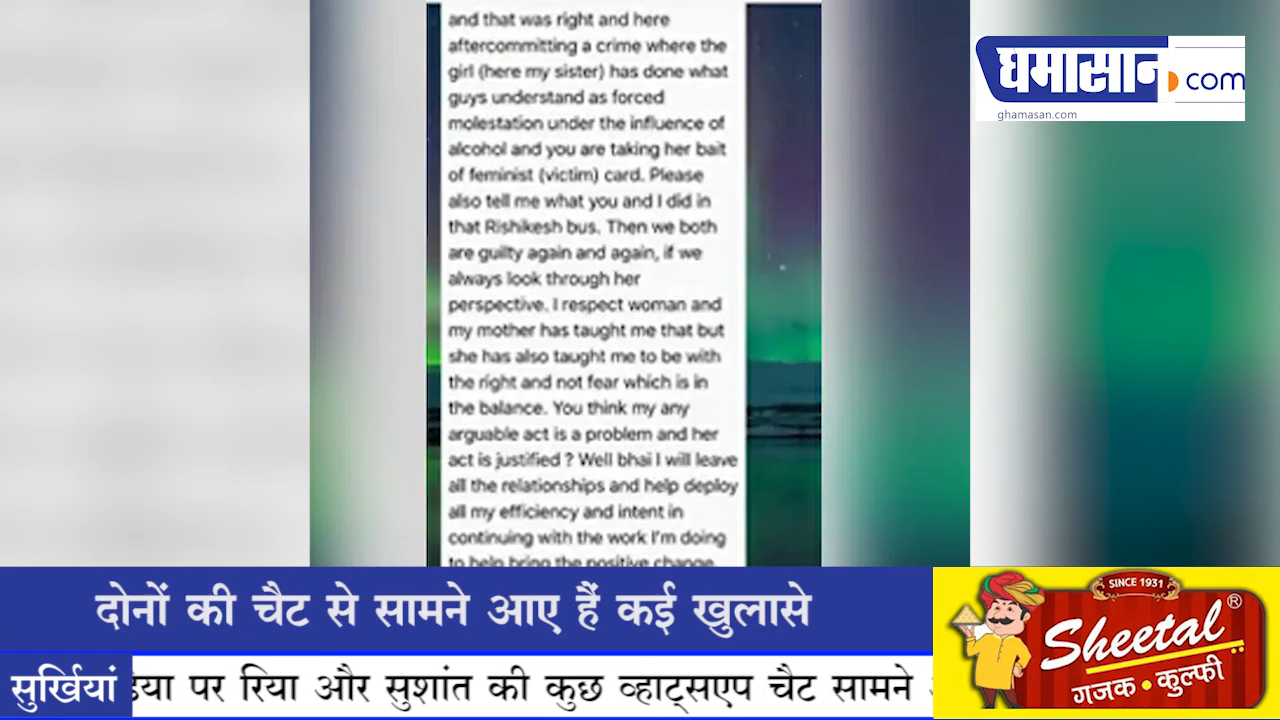 and that was right and here
aftercommitting a crime where the
girl (here my sister) has done what
guys understand as forced
molestation under the influence of
alcohol and you are taking her bait
of feminist (victim) card. Please
also tell me what you and I did in
that Rishikesh bus. Then we both
are guilty again and again, if we
always look through her
perspective. I respect woman and
my mother has taught me that but
she has also taught me to be with
the right and not fear which is in
the balance. You think my any
arguable act is a problem and her
act is justified ? Well bhai I will leave
all the relationships and help deploy
all my efficiency and intent in
continuing with the work I'm doing
to help bring the positive change
घमासान.com
ghamasan.com
दोनों की चैट से सामने आए हैं कई खुलासे
सुर्खियां
पर रिया और सुशांत की कुछ व्हाट्सएप चैट सामने
SINCE 1931
Sheetal®
गजक • कुल्फी